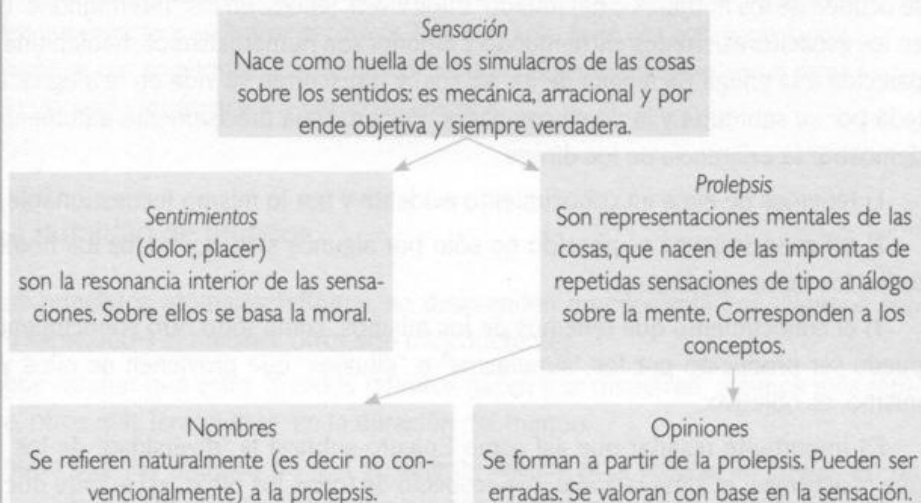 Sensación
Nace como huella de los simulacros de las cosas
sobre los sentidos: es mecánica, arracional y por
ende objetiva y siempre verdadera.
Sentimientos
(dolor, placer)
son la resonancia interior de las sensa-
ciones. Sobre ellos se basa la moral.
Prolepsis
Son representaciones mentales de las
cosas, que nacen de las improntas de
repetidas sensaciones de tipo análogo
sobre la mente. Corresponden a los
conceptos.
Nombres
Se refieren naturalmente (es decir no con-
vencionalmente) a la prolepsis.
Opiniones
Se forman a partir de la prolepsis. Pueden ser
erradas. Se valoran con base en la sensación.